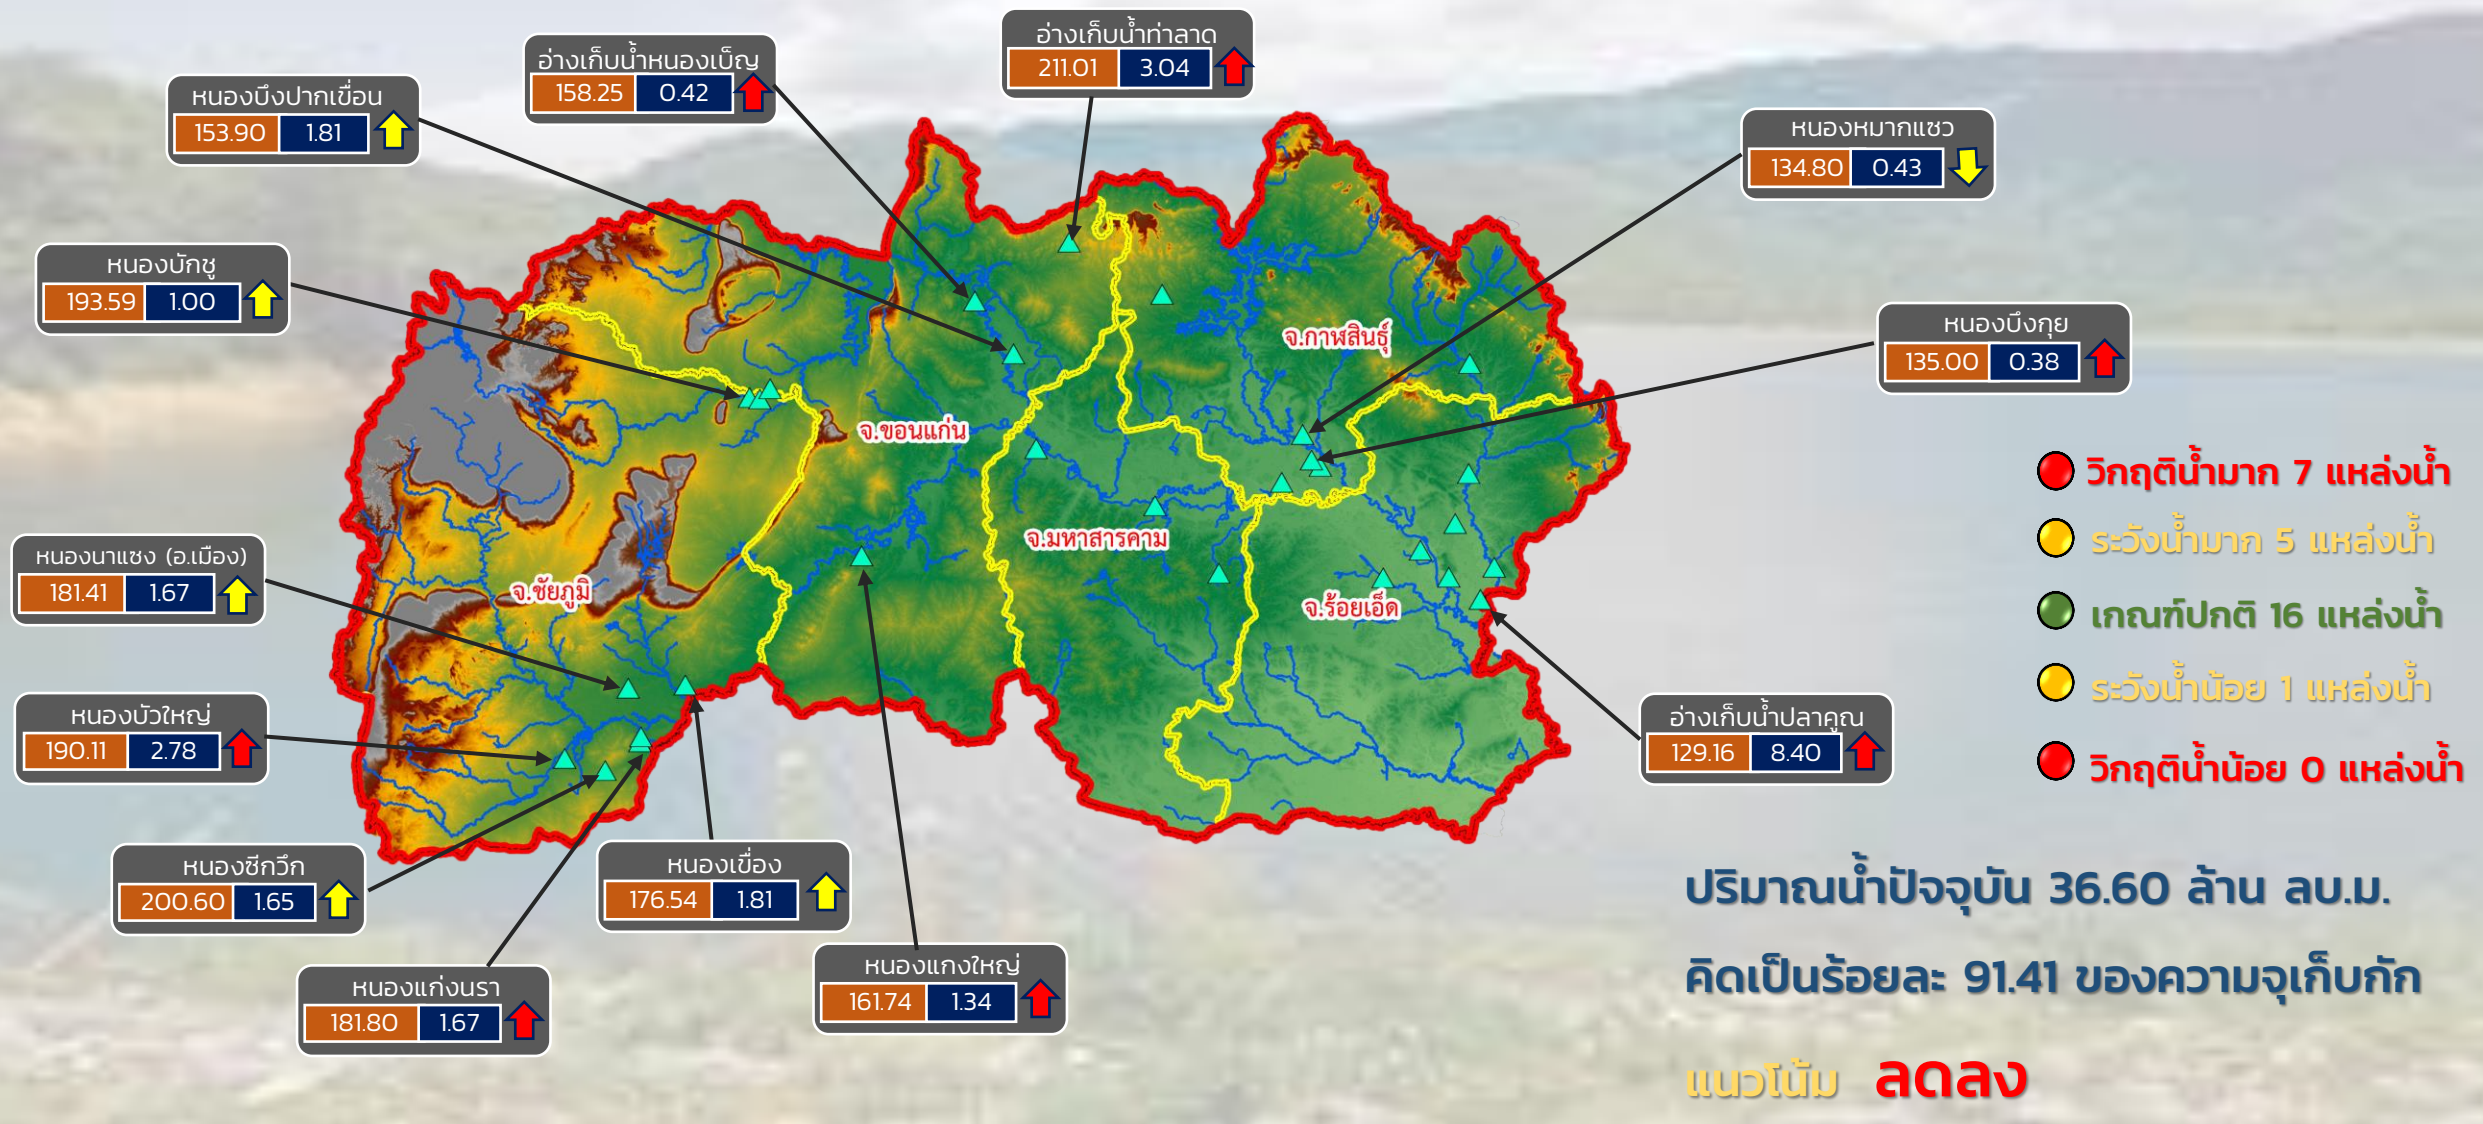 อ่างเก็บน้ำท่าลาด
211.01 3.04
อ่างเก็บน้ำหนองเบ็ญ
158.25 0.42
หนองบึงปากเขื่อน
153.90 1.81
หนองหมากแซว
134.80 0.43
หนองบักชู
193.59 1.00
หนองบึงกุย
135.00 0.38
จ.กาฬสินธุ์
จ.ขอนแก่น
จ.มหาสารคาม
จ.ชัยภูมิ
จ.ร้อยเอ็ด
หนองนาแซง (อ.เมือง)
181.41 1.67
หนองบัวใหญ่
190.11 2.78
อ่างเก็บน้ำปลาคูณ
129.16 8.40
หนองซีกวึก
200.60 1.65
หนองเขื่อง
176.54 1.81
หนองแก่งนรา
181.80 1.67
หนองแกงใหญ่
161.74 1.34
วิกฤติน้ำมาก 7 แหล่งน้ำ
ระวังน้ำมาก 5 แหล่งน้ำ
เกณฑ์ปกติ 16 แหล่งน้ำ
ระวังน้ำน้อย 1 แหล่งน้ำ
วิกฤติน้ำน้อย 0 แหล่งน้ำ
ปริมาณน้ำปัจจุบัน 36.60 ล้าน ลบ.ม.
คิดเป็นร้อยละ 91.41 ของความจุเก็บกัก
แนวโน้ม ลดลง